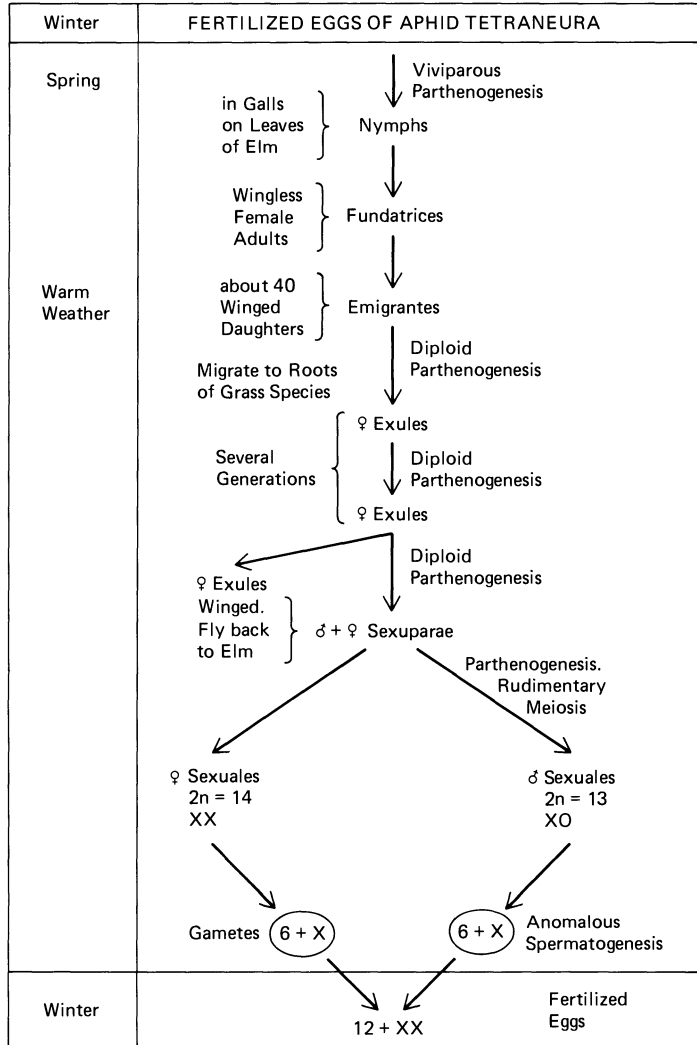 Winter
FERTILIZED EGGS OF APHID TETRANEURA
Spring
Viviparous
Parthenogenesis
in Galls
on Leaves
of Elm
Nymphs
Wingless
Female
Adults
Fundatrices
Warm
Weather
about 40
Winged
Daughters
Emigrantes
Diploid
Parthenogenesis
Migrate to Roots
of Grass Species
♀ Exules
Several
Generations
Diploid
Parthenogenesis
♀ Exules
Diploid
Parthenogenesis
♀ Exules
Winged.
Fly back
to Elm
♂ + ♀ Sexuparae
Parthenogenesis.
Rudimentary
Meiosis
♀ Sexuales
2n = 14
XX
♂ Sexuales
2n = 13
XO
Gametes
6 + X
6 + X
Anomalous
Spermatogenesis
Winter
12 + XX
Fertilized
Eggs